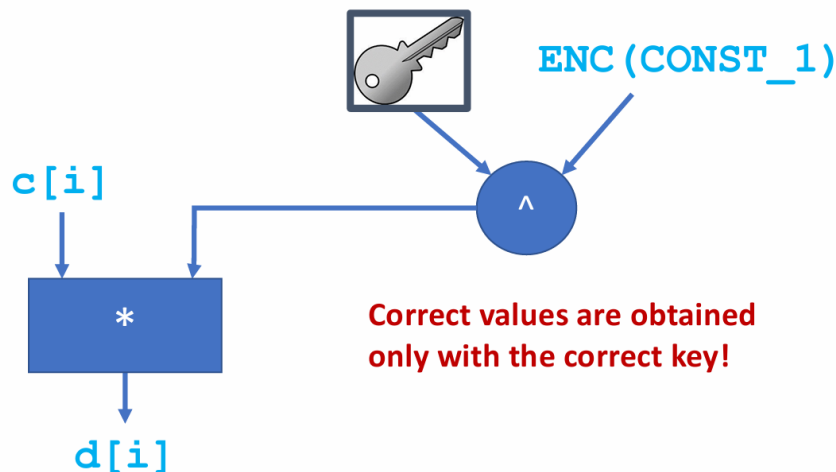 ENC(CONST_1)
c[i]
^
*
Correct values are obtained
only with the correct key!
d[i]